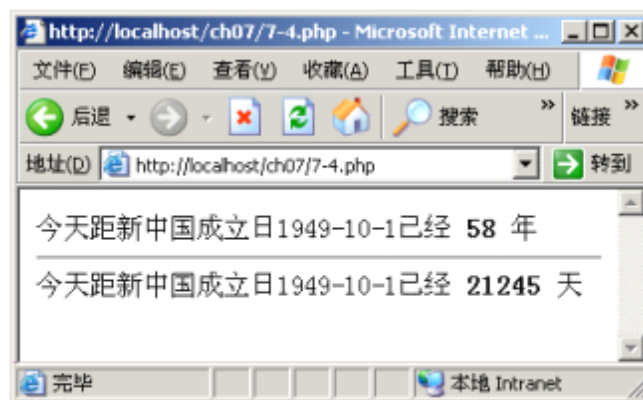 http://localhost/ch07/7-4.php - Microsoft Internet ...
文件(F) 编辑(E) 查看(V) 收藏(A) 工具(T) 帮助(H)
后退 搜索 » 链接 »
地址(D) http://localhost/ch07/7-4.php 转到
今天距新中国成立日1949-10-1已经 58 年
今天距新中国成立日1949-10-1已经 21245 天
完毕 本地 Intranet